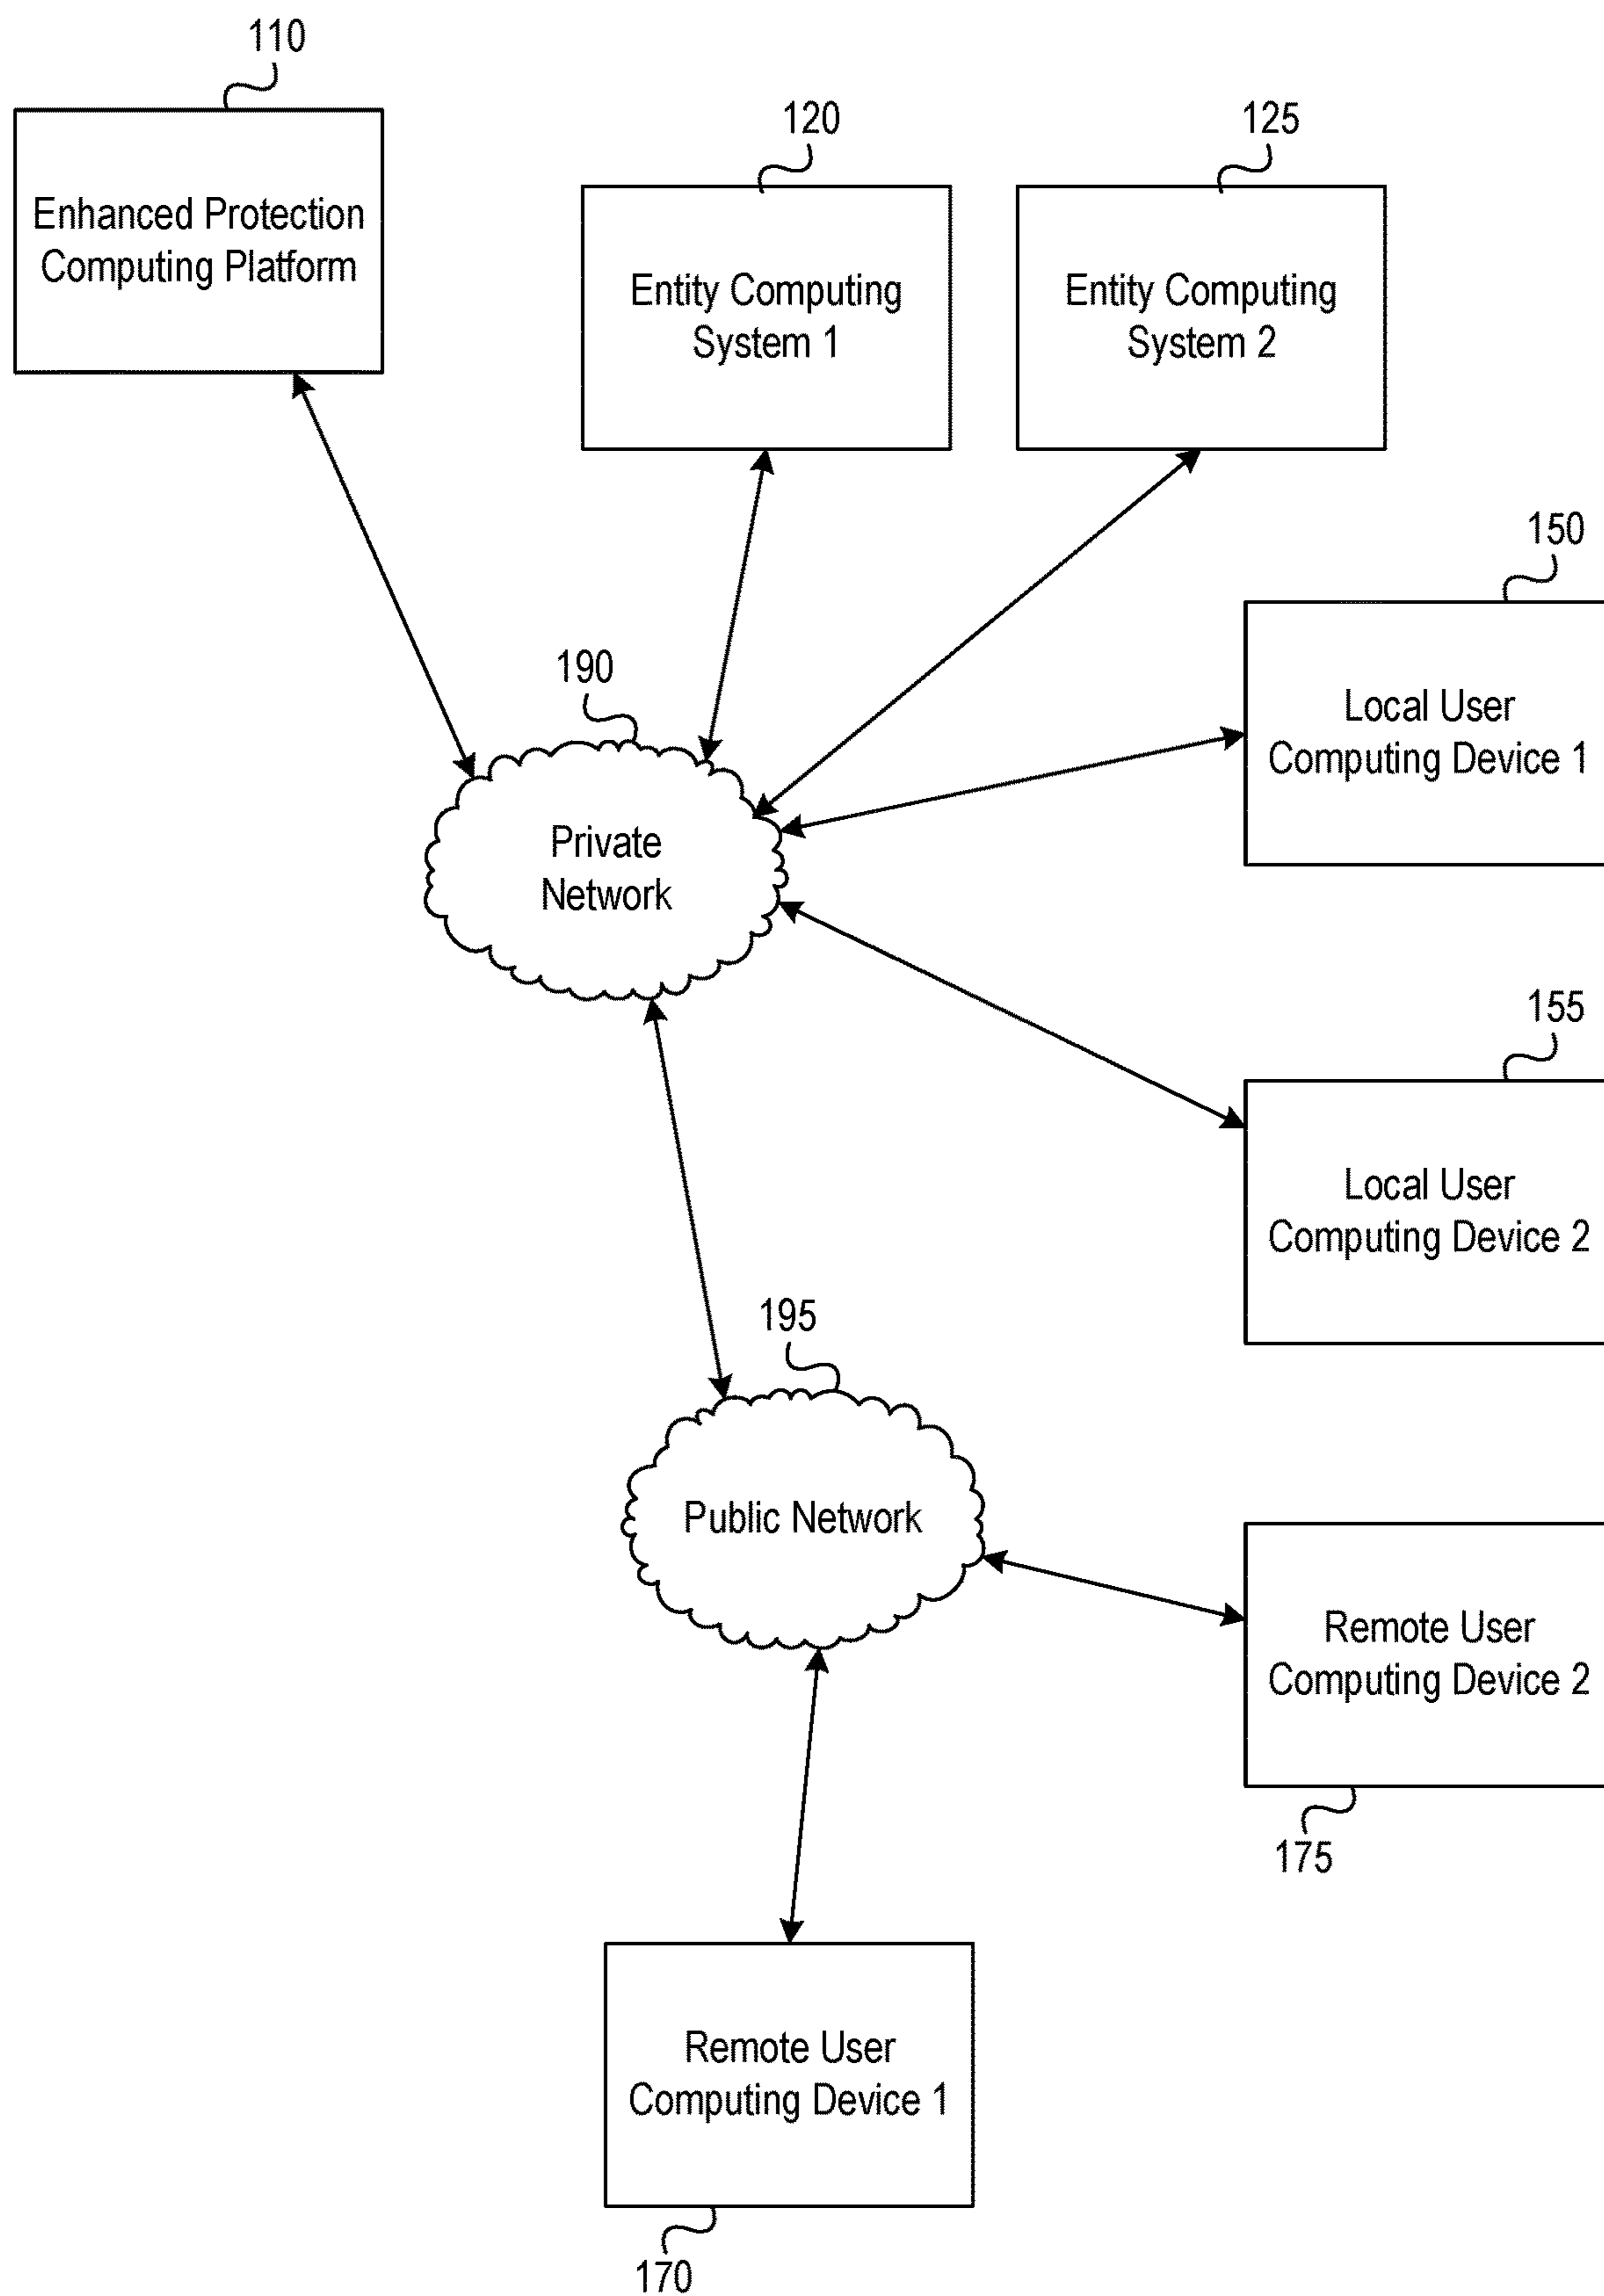 110
Enhanced Protection
Computing Platform
120
Entity Computing
System 1
125
Entity Computing
System 2
150
Local User
Computing Device 1
190
Private
Network
155
Local User
Computing Device 2
195
Public Network
Remote User
Computing Device 2
175
Remote User
Computing Device 1
170